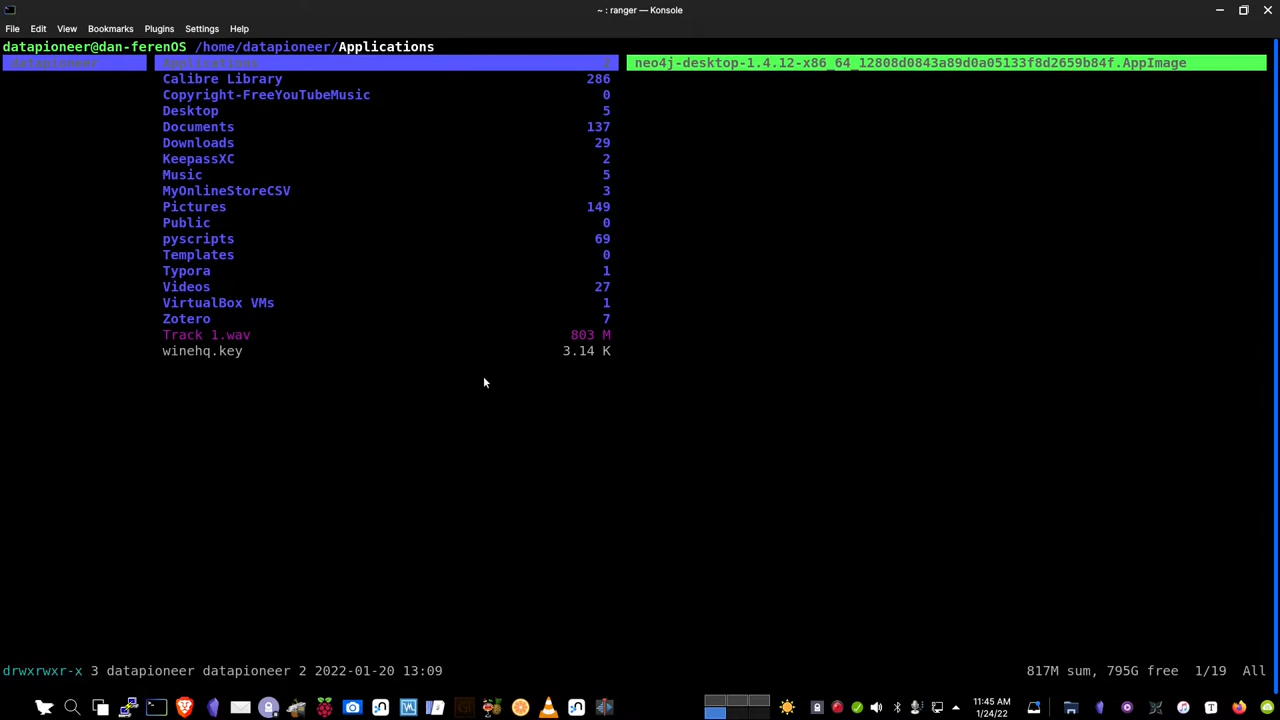 ~ : ranger — Konsole
File Edit View Bookmarks Plugins Settings Help
datapioneer@dan-ferenOS /home/datapioneer/Applications
datapioneer Applications 2 neo4j-desktop-1.4.12-x86_64_12808d0843a89d0a05133f8d2659b84f.AppImage
Calibre Library 286
Copyright-FreeYouTubeMusic 0
Desktop 5
Documents 137
Downloads 29
KeepassXC 2
Music 5
MyOnlineStoreCSV 3
Pictures 149
Public 0
pyscripts 69
Templates 0
Typora 1
Videos 27
VirtualBox VMs 1
Zotero 7
Track 1.wav 803 M
winehq.key 3.14 K
drwxrwxr-x 3 datapioneer datapioneer 2 2022-01-20 13:09 817M sum, 795G free 1/19 All
11:45 AM
1/24/22